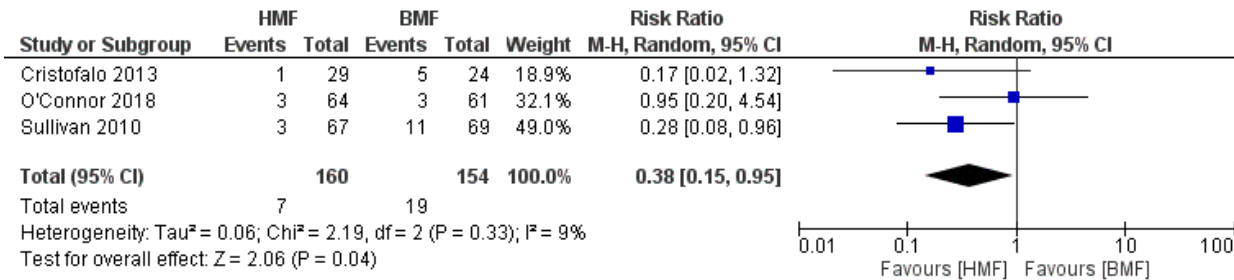 HMF BMF Risk Ratio Risk Ratio
Study or Subgroup Events Total Events Total Weight M-H, Random, 95% CI M-H, Random, 95% CI
Cristofalo 2013 1 29 5 24 18.9% 0.17 [0.02, 1.32]
O'Connor 2018 3 64 3 61 32.1% 0.95 [0.20, 4.54]
Sullivan 2010 3 67 11 69 49.0% 0.28 [0.08, 0.96]
Total (95% CI) 160 154 100.0% 0.38 [0.15, 0.95]
Total events 7 19
Heterogeneity: Tau² = 0.06; Chi² = 2.19, df = 2 (P = 0.33); I² = 9%
Test for overall effect: Z = 2.06 (P = 0.04)
0.01 0.1 1 10 100
Favours [HMF] Favours [BMF]